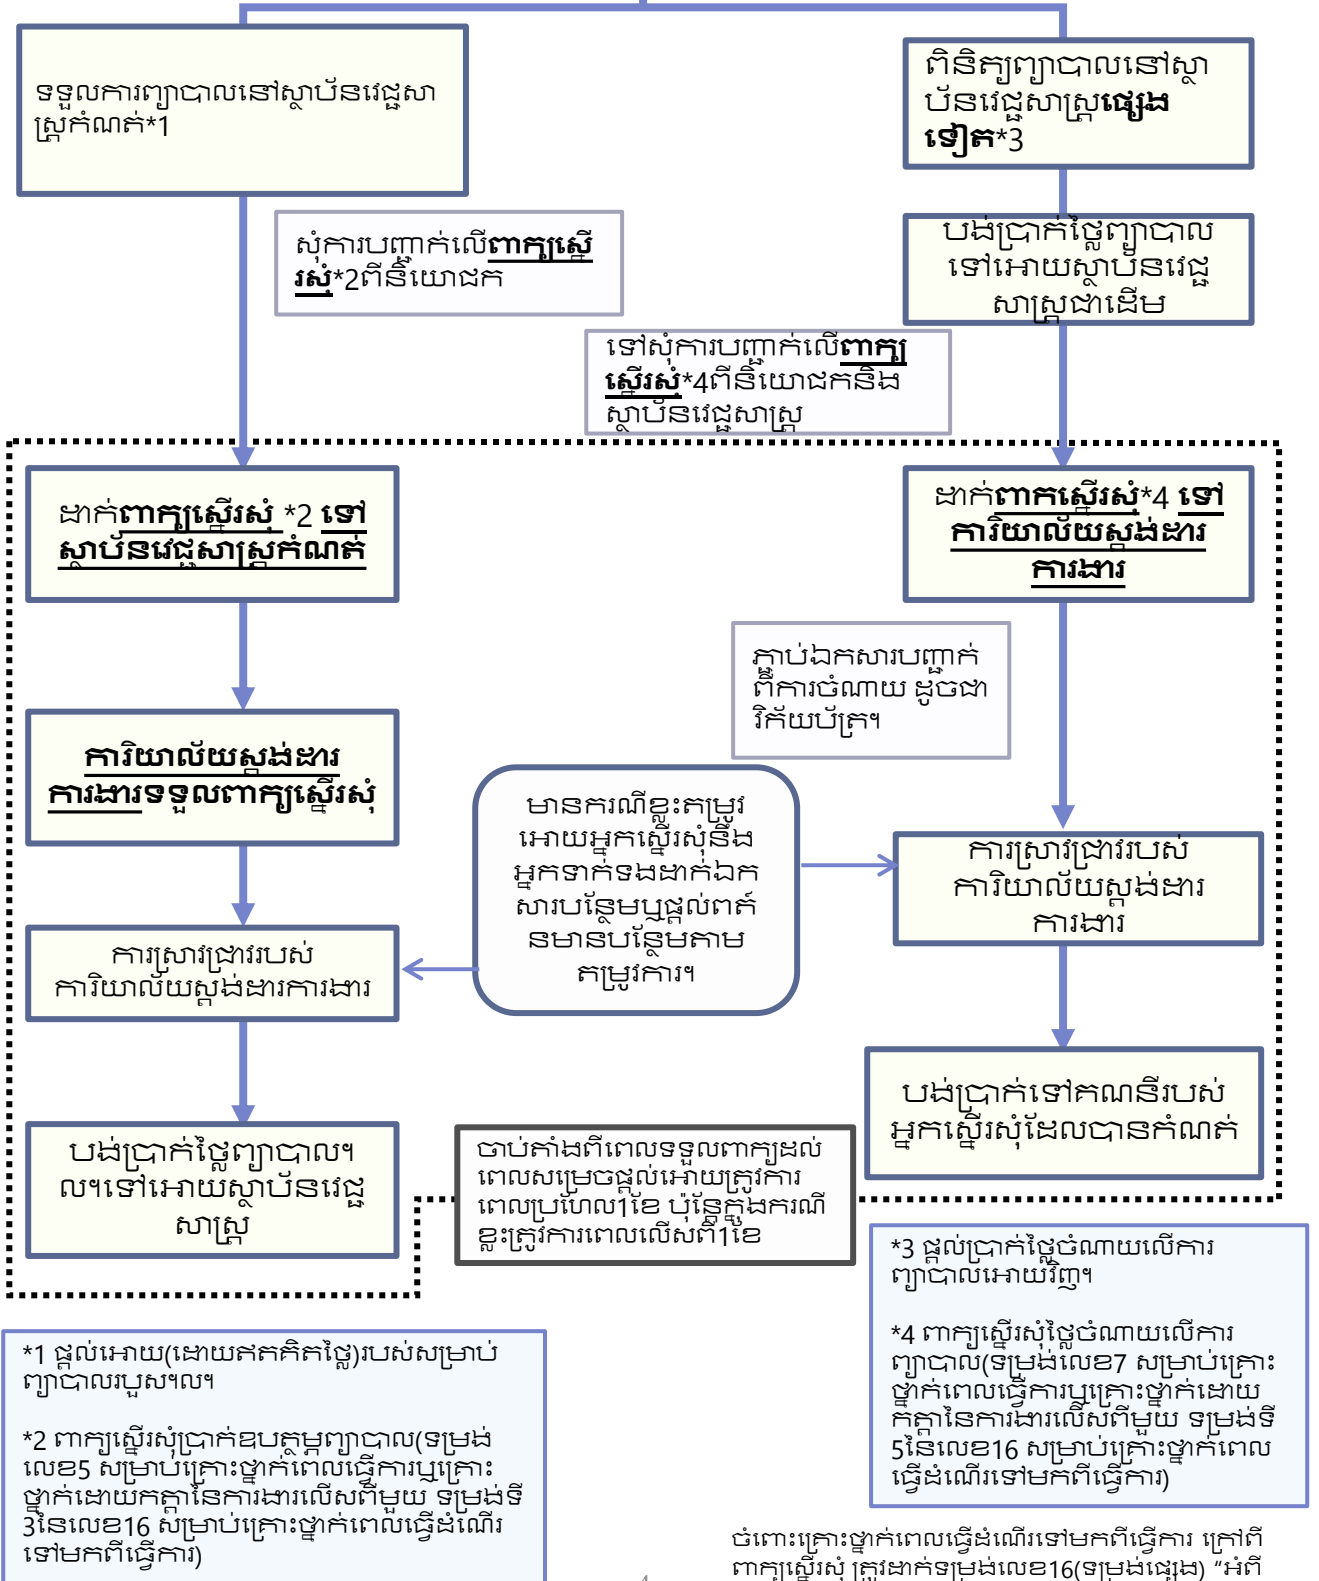 ទទួលការព្យាបាលនៅស្ថាប័នវេជ្ជសា
ស្ត្រកំណត់*1
ពិនិត្យព្យាបាលនៅស្ថា
ប័នវេជ្ជសាស្ត្រផ្សេង
ទៀត*3
សុំការបញ្ជាក់លើពាក្យស្នើ
រសុំ*2ពីនិយោជក
បង់ប្រាក់ថ្លៃព្យាបាល
ទៅអោយស្ថាប័នវេជ្ជ
សាស្ត្រជាដើម
ទៅសុំការបញ្ជាក់លើពាក្យ
ស្នើរសុំ*4ពីនិយោជកនិង
ស្ថាប័នវេជ្ជសាស្ត្រ
ដាក់ពាក្យស្នើរសុំ *2 ទៅ
ស្ថាប័នវេជ្ជសាស្ត្រកំណត់
ដាក់ពាកស្នើរសុំ*4 ទៅ
ការិយាល័យស្តង់ដារ
ការងារ
ភ្ជាប់ឯកសារបញ្ជាក់
ពីការចំណាយ ដូចជា
វិក័យប័ត្រ។
ការិយាល័យស្តង់ដារ
ការងារទទួលពាក្យស្នើរសុំ
មានករណីខ្លះតម្រូវ
អោយអ្នកស្នើរសុំនឹង
អ្នកទាក់ទងដាក់ឯក
សារបន្ថែមឬផ្តល់ពត៍
នមានបន្ថែមតាម
តម្រូវការ។
ការស្រាវជ្រាវរបស់
ការិយាល័យស្តង់ដារ
ការងារ
ការស្រាវជ្រាវរបស់
ការិយាល័យស្តង់ដារការងារ
បង់ប្រាក់ទៅគណនីរបស់
អ្នកស្នើរសុំដែលបានកំណត់
បង់ប្រាក់ថ្លៃព្យាបាល។
ល។ទៅអោយស្ថាប័នវេជ្ជ
សាស្ត្រ
ចាប់តាំងពីពេលទទួលពាក្យដល់
ពេលសម្រេចផ្តល់អោយត្រូវការ
ពេលប្រហែល1ខែ ប៉ុន្តែក្នុងករណី
ខ្លះត្រូវការពេលលើសពី1ខែ
*3 ផ្តល់ប្រាក់ថ្លៃចំណាយលើការ
ព្យាបាលអោយវិញ។
*4 ពាក្យស្នើរសុំថ្លៃចំណាយលើការ
ព្យាបាល(ទម្រង់លេខ7 សម្រាប់គ្រោះ
ថ្នាក់ពេលធ្វើការឬគ្រោះថ្នាក់ដោយ
កត្តានៃការងារលើសពីមួយ ទម្រង់ទី
5នៃលេខ16 សម្រាប់គ្រោះថ្នាក់ពេល
ធ្វើដំណើរទៅមកពីធ្វើការ)
*1 ផ្តល់អោយ(ដោយឥតគិតថ្លៃ)របស់សម្រាប់
ព្យាបាលរបួស។ល។
*2 ពាក្យស្នើរសុំប្រាក់ឧបត្ថម្ភព្យាបាល(ទម្រង់
លេខ5 សម្រាប់គ្រោះថ្នាក់ពេលធ្វើការឬគ្រោះ
ថ្នាក់ដោយកត្តានៃការងារលើសពីមួយ ទម្រង់ទី
3នៃលេខ16 សម្រាប់គ្រោះថ្នាក់ពេលធ្វើដំណើរ
ទៅមកពីធ្វើការ)
ចំពោះគ្រោះថ្នាក់ពេលធ្វើដំណើរទៅមកពីធ្វើការ ក្រៅពី
ពាក្យស្នើរសុំ ត្រូវដាក់ទម្រង់លេខ16(ទម្រង់ផ្សេង) “អំពី